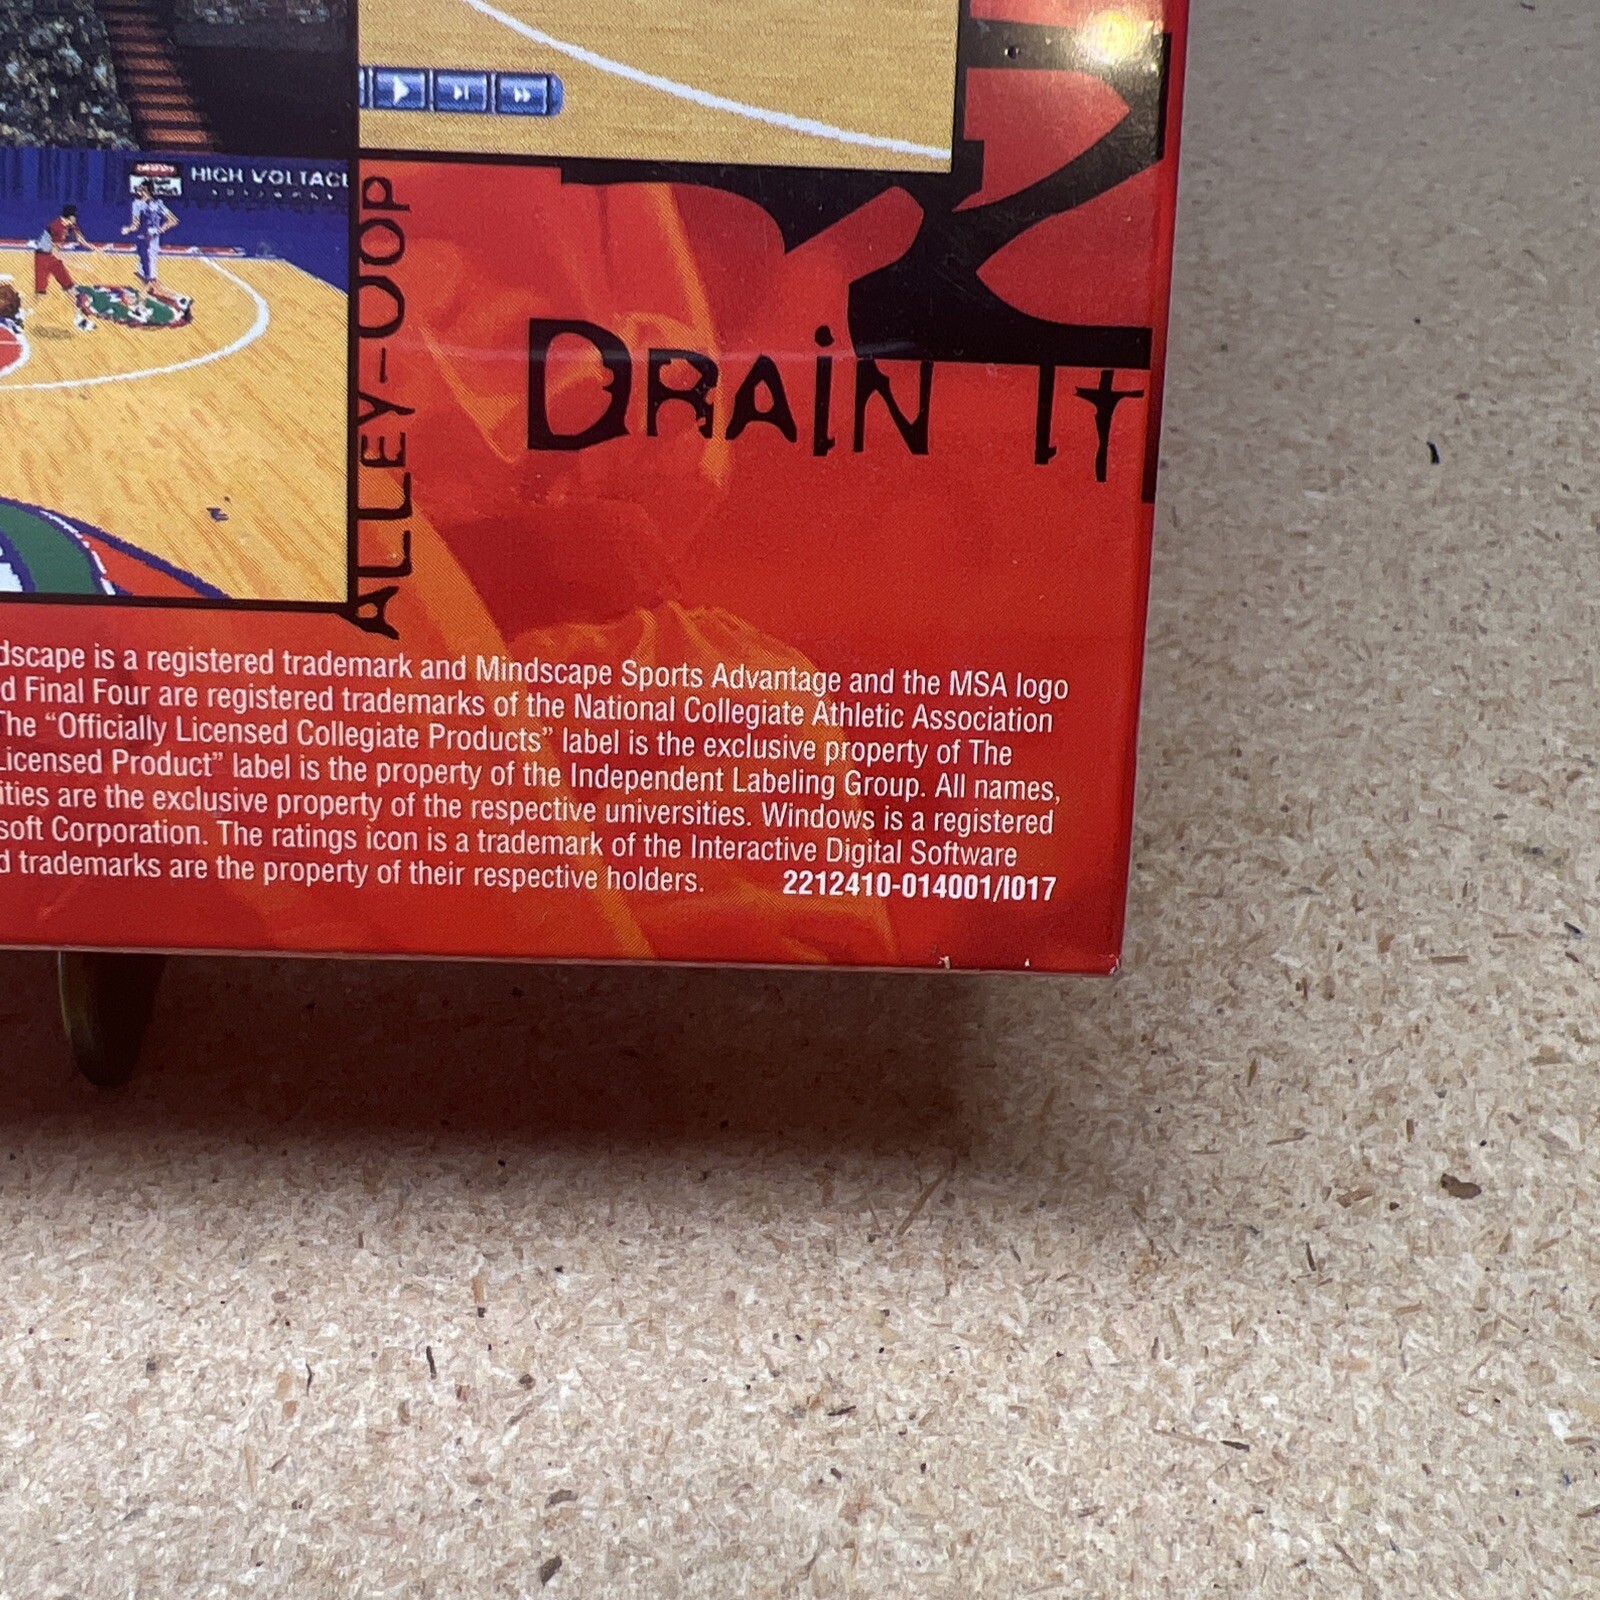 HIGH VOLTAGE
ALLEY-OOP
DRAiN It
dscape is a registered trademark and Mindscape Sports Advantage and the MSA logo
d Final Four are registered trademarks of the National Collegiate Athletic Association
The “Officially Licensed Collegiate Products” label is the exclusive property of The
Licensed Product” label is the property of the Independent Labeling Group. All names,
ities are the exclusive property of the respective universities. Windows is a registered
soft Corporation. The ratings icon is a trademark of the Interactive Digital Software
d trademarks are the property of their respective holders. 2212410-014001/I017